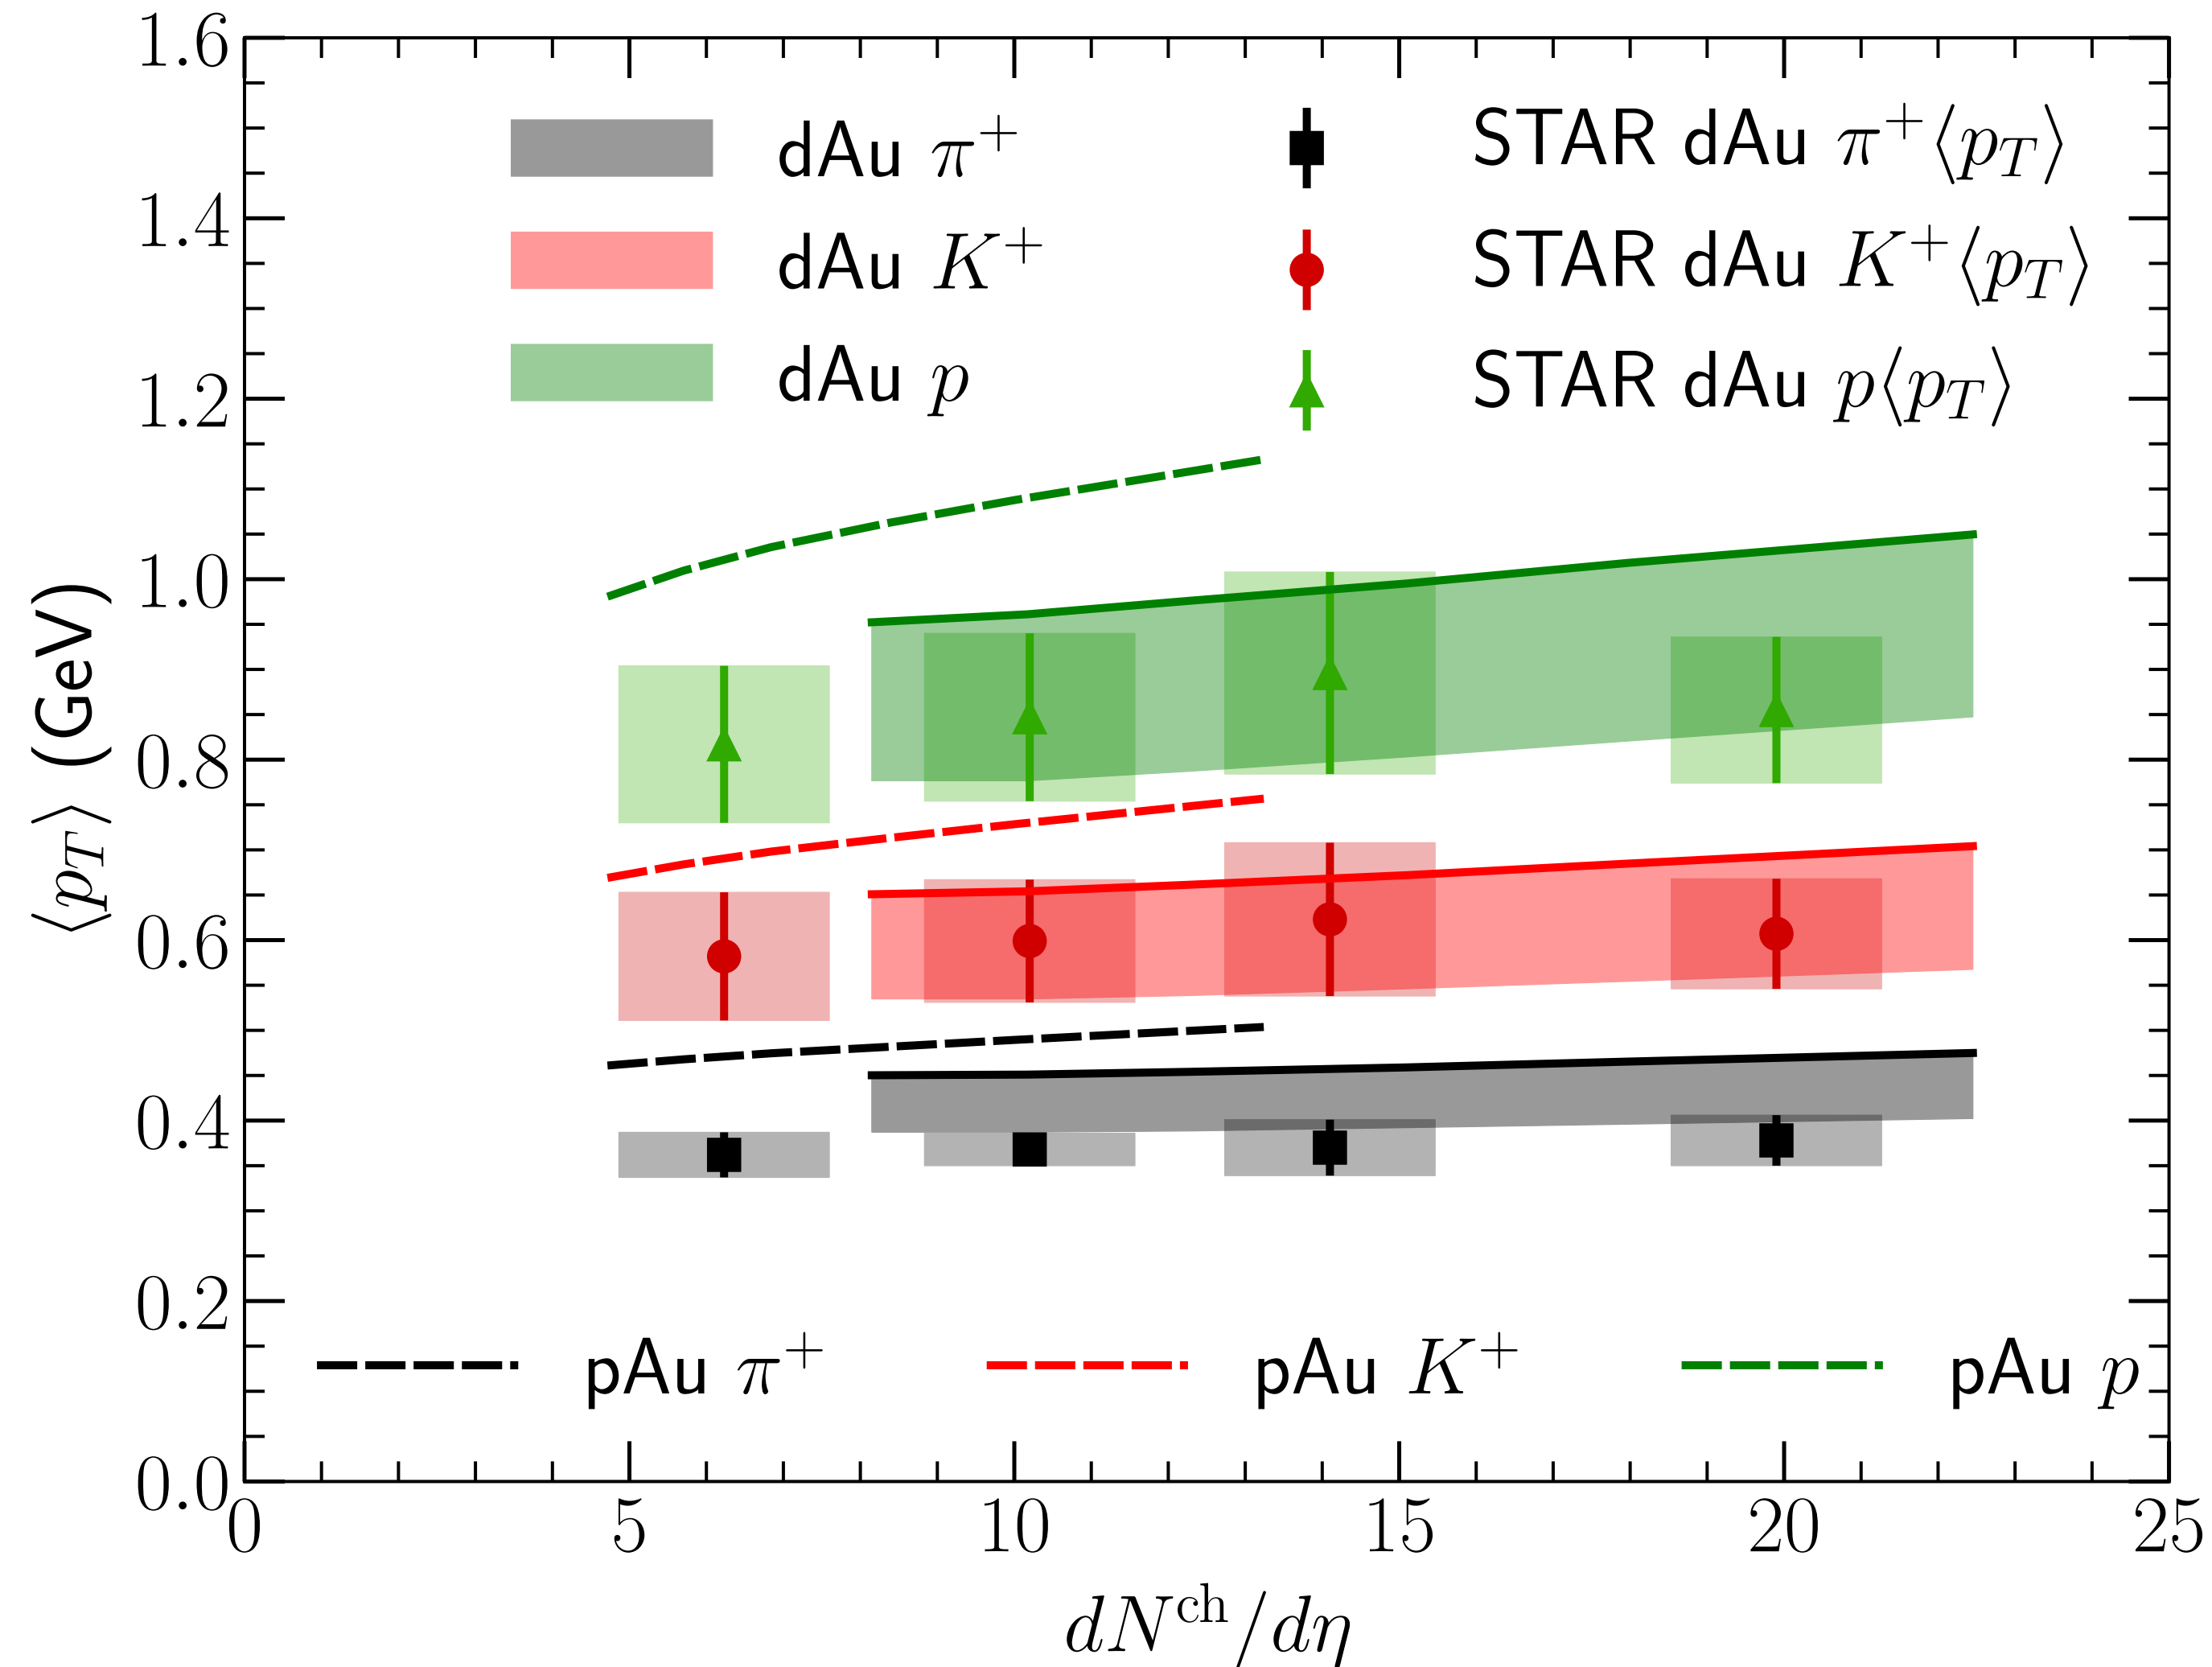 1.6
1.4
1.2
1.0
0.8
0.6
0.4
0.2
0.0
⟨p_T⟩ (GeV)
dAu π⁺
dAu K⁺
dAu p
STAR dAu π⁺⟨p_T⟩
STAR dAu K⁺⟨p_T⟩
STAR dAu p⟨p_T⟩
pAu π⁺
pAu K⁺
pAu p
0 5 10 15 20 25
dN^ch/dη